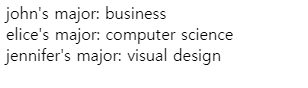 john's major: business
elice's major: computer science
jennifer's major: visual design